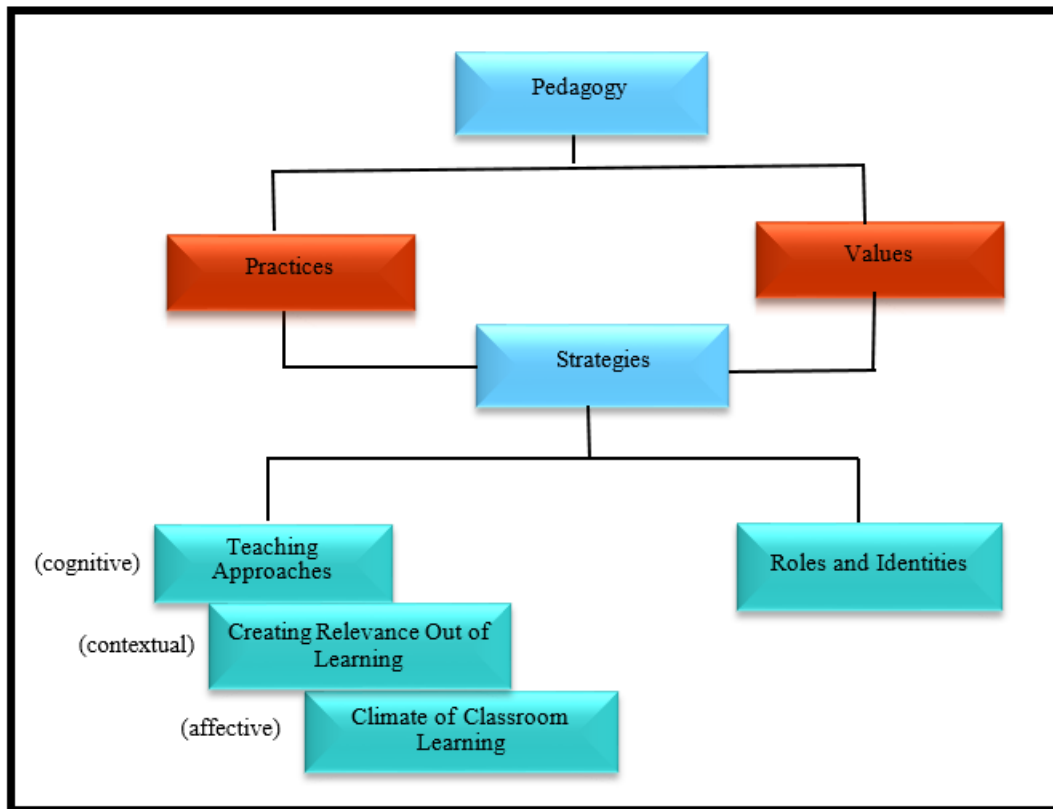 Pedagogy
Practices
Values
Strategies
(cognitive)
Teaching
Approaches
Roles and Identities
(contextual)
Creating Relevance Out of
Learning
(affective)
Climate of Classroom
Learning